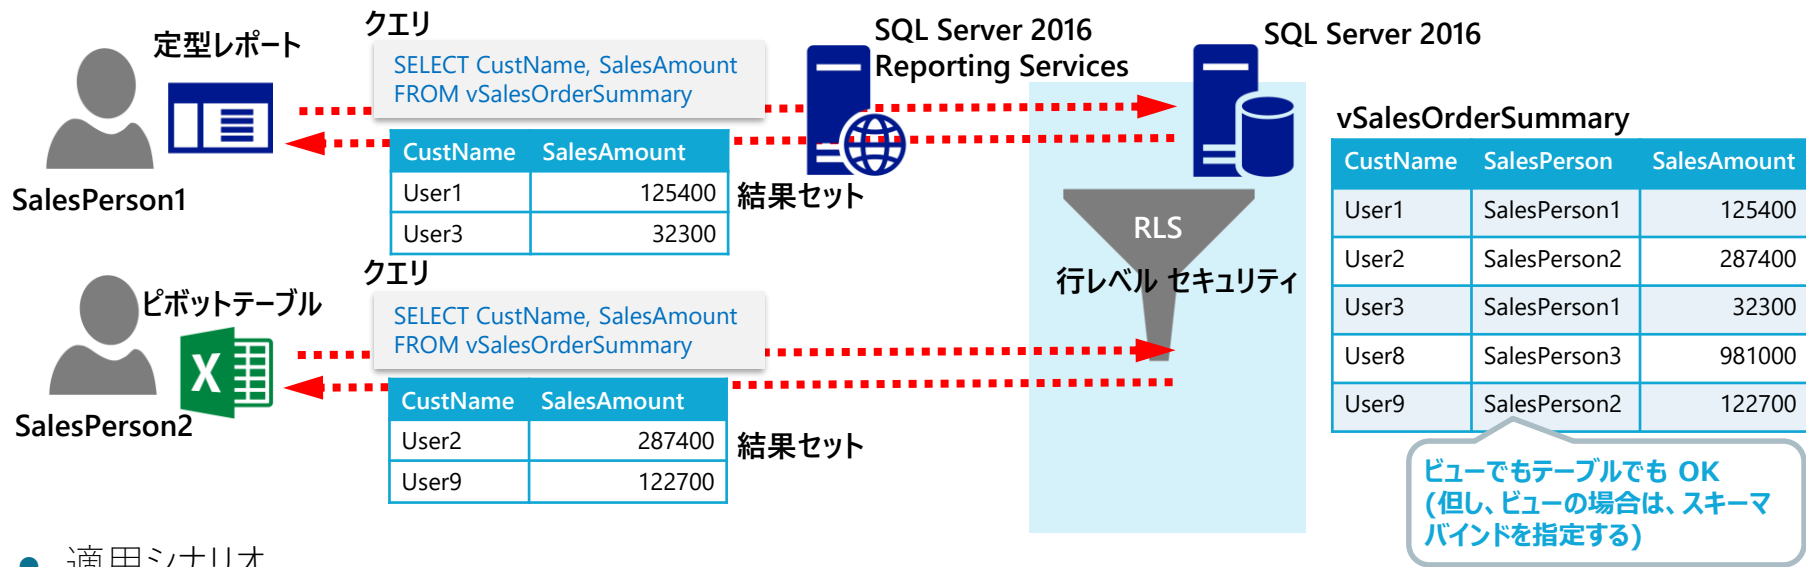 定型レポート
SalesPerson1
クエリ
SELECT CustName, SalesAmount
FROM vSalesOrderSummary
CustName SalesAmount
User1 125400
User3 32300
結果セット
SQL Server 2016
Reporting Services
SQL Server 2016
RLS
行レベル セキュリティ
vSalesOrderSummary
CustName SalesPerson SalesAmount
User1 SalesPerson1 125400
User2 SalesPerson2 287400
User3 SalesPerson1 32300
User8 SalesPerson3 981000
User9 SalesPerson2 122700
ビューでもテーブルでも OK
(但し、ビューの場合は、スキーマ
バインドを指定する)
ピボットテーブル
X
SalesPerson2
クエリ
SELECT CustName, SalesAmount
FROM vSalesOrderSummary
CustName SalesAmount
User2 287400
User9 122700
結果セット
• 適用シナリオ